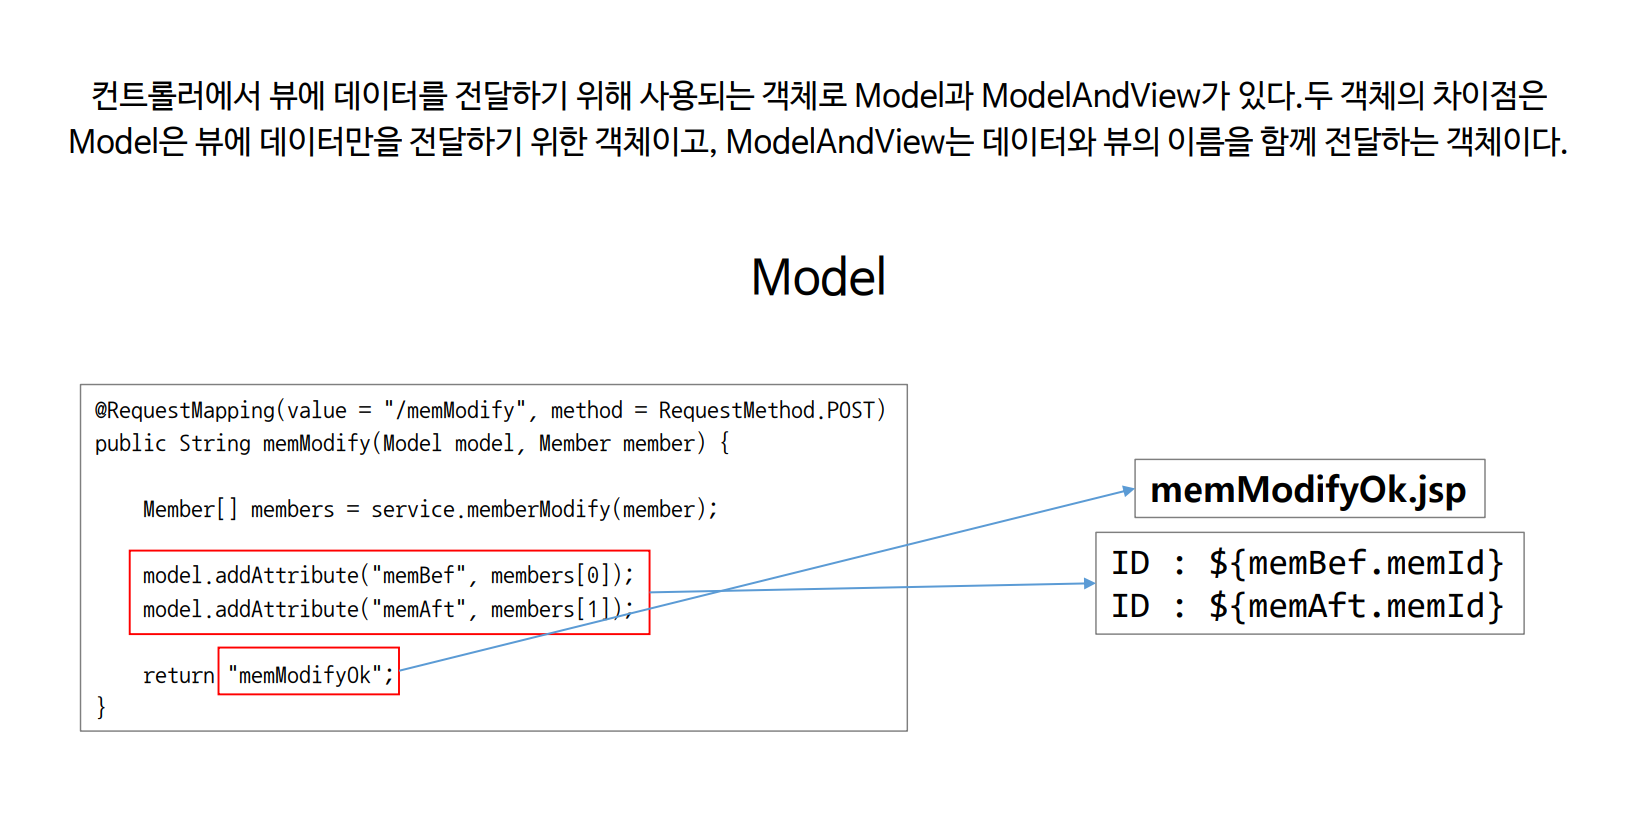 컨트롤러에서 뷰에 데이터를 전달하기 위해 사용되는 객체로 Model과 ModelAndView가 있다.두 객체의 차이점은
Model은 뷰에 데이터만을 전달하기 위한 객체이고, ModelAndView는 데이터와 뷰의 이름을 함께 전달하는 객체이다.
Model
@RequestMapping(value = "/memModify", method = RequestMethod.POST)
public String memModify(Model model, Member member) {
Member[] members = service.memberModify(member);
model.addAttribute("memBef", members[0]);
model.addAttribute("memAft", members[1]);
return "memModifyOk";
}
memModifyOk.jsp
ID : ${memBef.memId}
ID : ${memAft.memId}